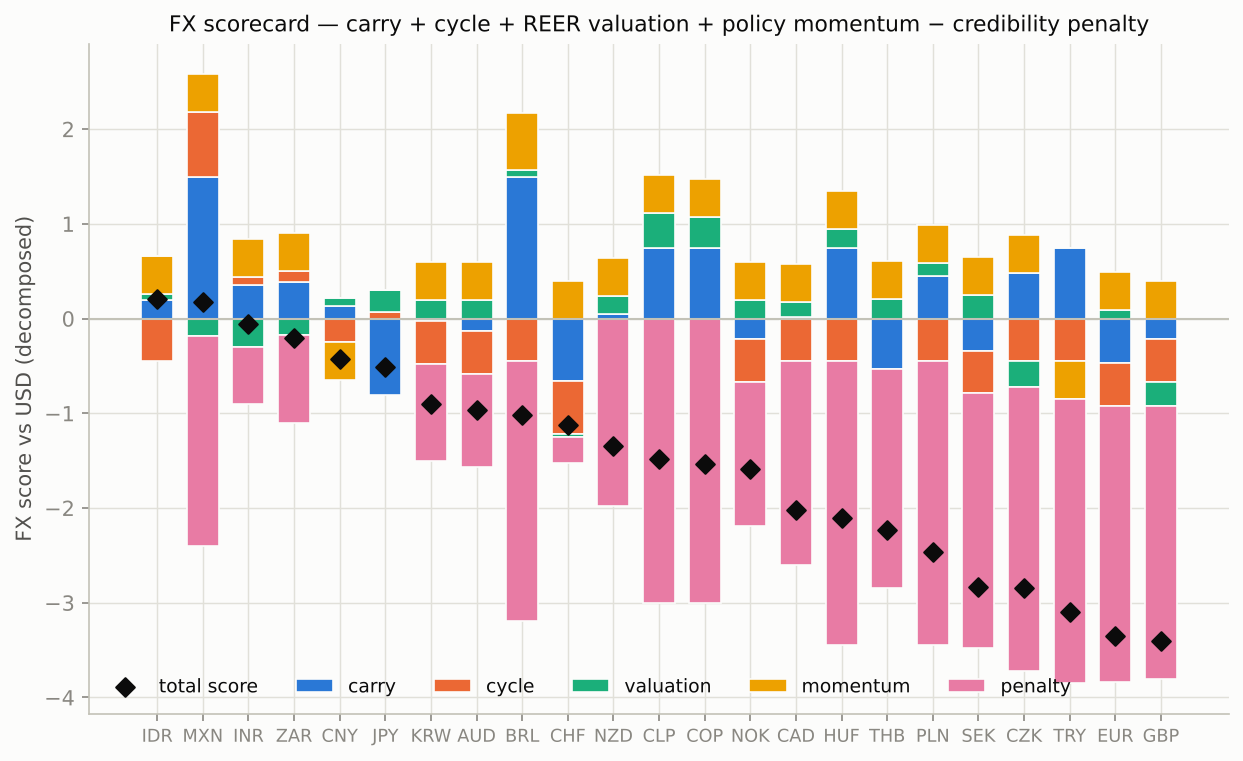 FX scorecard — carry + cycle + REER valuation + policy momentum − credibility penalty
FX score vs USD (decomposed)
2
1
0
−1
−2
−3
−4
total score carry cycle valuation momentum penalty
IDR MXN INR ZAR CNY JPY KRW AUD BRL CHF NZD CLP COP NOK CAD HUF THB PLN SEK CZK TRY EUR GBP